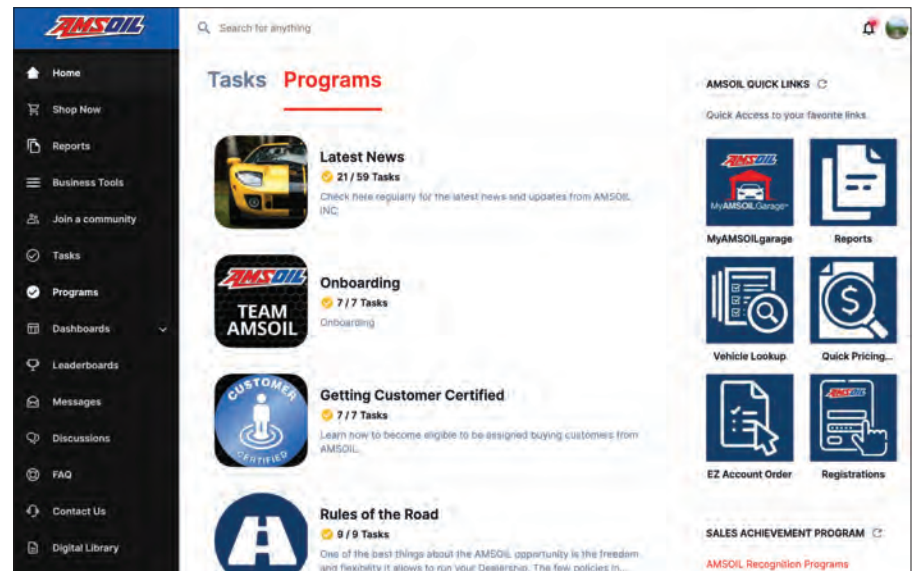 AMSOIL
Search for anything
Home
Shop Now
Reports
Business Tools
Join a community
Tasks
Programs
Dashboards
Leaderboards
Messages
Discussions
FAQ
Contact Us
Digital Library
Tasks Programs
Latest News
21 / 59 Tasks
Check here regularly for the latest news and updates from AMSOIL
INC.
AMSOIL
TEAM
AMSOIL
Onboarding
7 / 7 Tasks
Onboarding
CUSTOMER
CERTIFIED
Getting Customer Certified
7 / 7 Tasks
Learn how to become eligible to be assigned buying customers from
AMSOIL.
Rules of the Road
9 / 9 Tasks
One of the best things about the AMSOIL opportunity is the freedom
and flexibility it allows to run your Dealership. The few policies in...
AMSOIL QUICK LINKS
Quick Access to your favorite links.
AMSOIL
MyAMSOILGarage
MyAMSOILgarage
Reports
Vehicle Lookup
$
Quick Pricing...
EZ Account Order
AMSOIL
Registrations
SALES ACHIEVEMENT PROGRAM
AMSOIL Recognition Programs